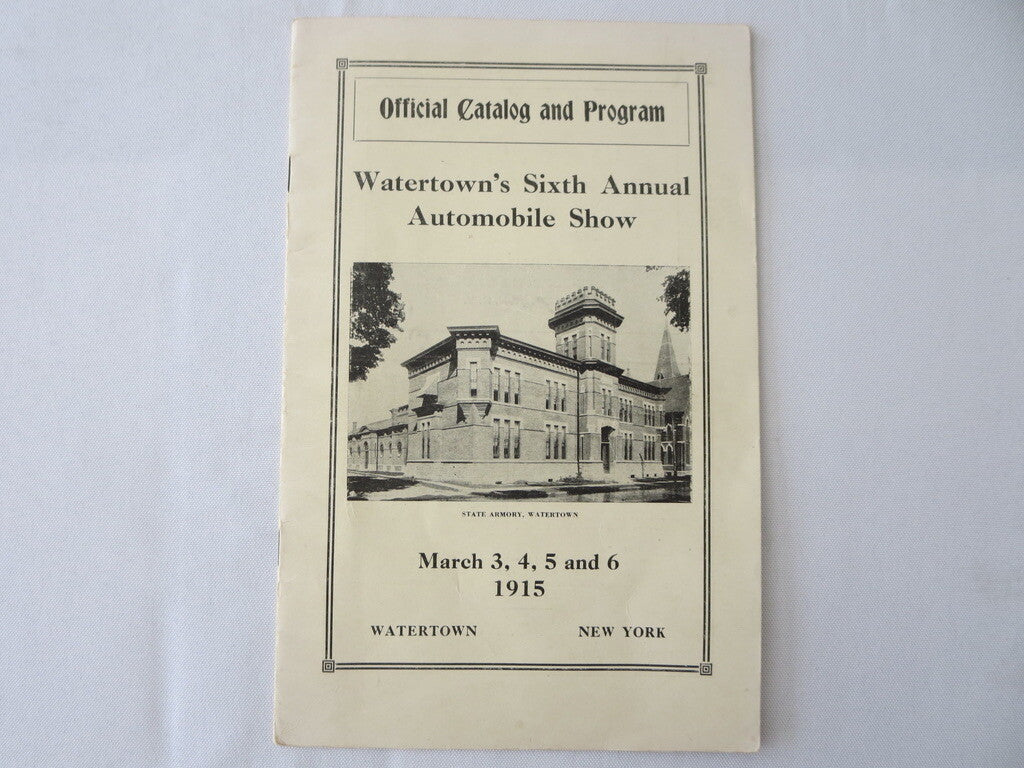 Official Catalog and Program
Watertown's Sixth Annual
Automobile Show
STATE ARMORY, WATERTOWN
March 3, 4, 5 and 6
1915
WATERTOWN NEW YORK